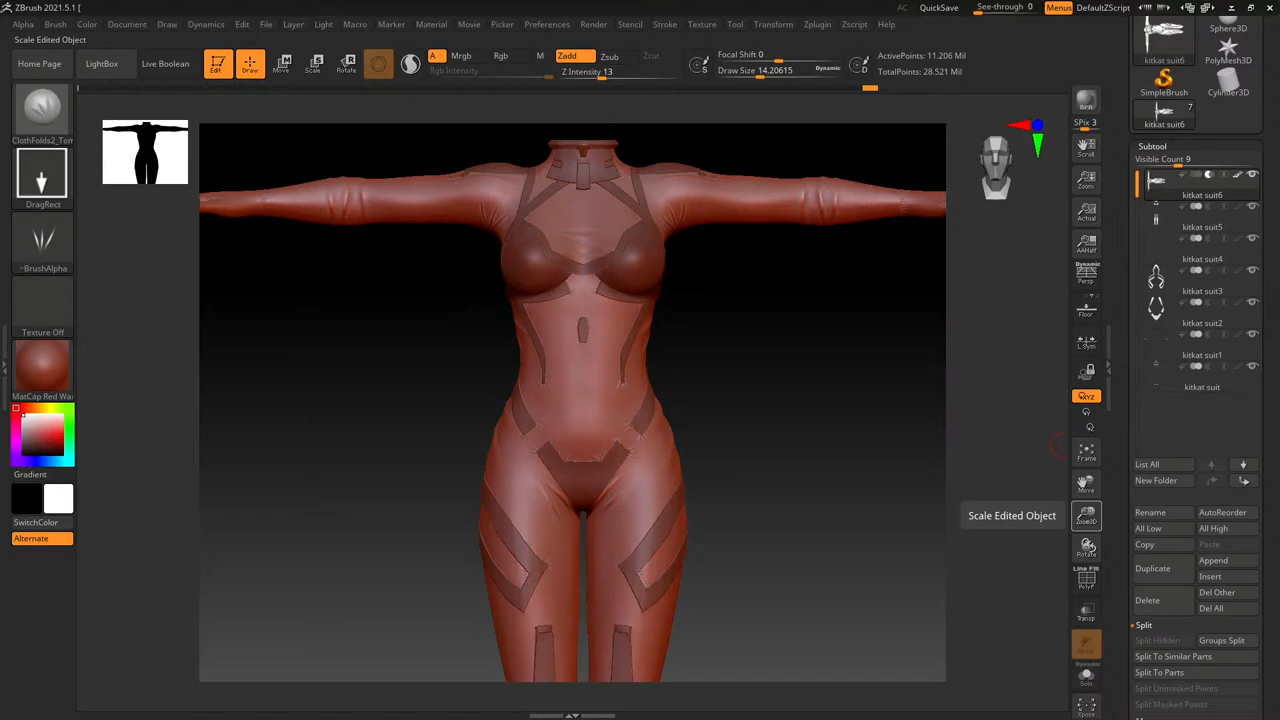 ZBrush 2021.5.1 [
AC QuickSave See-through 0 Menus DefaultZScript
Alpha Brush Color Document Draw Dynamics Edit File Layer Light Macro Marker Material Movie Picker Preferences Render Stencil Stroke Texture Tool Transform Zplugin Zscript Help
Scale Edited Object
Home Page LightBox Live Boolean Edit Draw Move Scale Rotate
A Mrgb Rgb M Zadd Zsub Zcut
Rgb Intensity Z Intensity 13
Focal Shift 0
Draw Size 14.20615 Dynamic
S D
ActivePoints: 11.206 Mil
TotalPoints: 28.521 Mil
ClothFolds2_Tom
DragRect
~BrushAlpha
Texture Off
MatCap Red Wa
Gradient
SwitchColor
Alternate
BPR
SPix 3
Scroll
Zoom
Actual
AAHalf
Dynamic
Persp
Floor
L.Sym
XYZ
Frame
Move
Zoom3D
Scale Edited Object
Rotate
Line Fill
PolyF
Transp
Dynamic
Solo
Xpose
kitkat suit6
Sphere3D
PolyMesh3D
SimpleBrush
Cylinder3D
7
kitkat suit6
Subtool
Visible Count 9
kitkat suit6
kitkat suit5
kitkat suit4
kitkat suit3
kitkat suit2
kitkat suit1
kitkat suit
List All
New Folder
Rename AutoReorder
All Low All High
Copy Paste
Duplicate Append
Insert
Delete Del Other
Del All
Split
Split Hidden Groups Split
Split To Similar Parts
Split To Parts
Split Unmasked Points
Split Masked Points